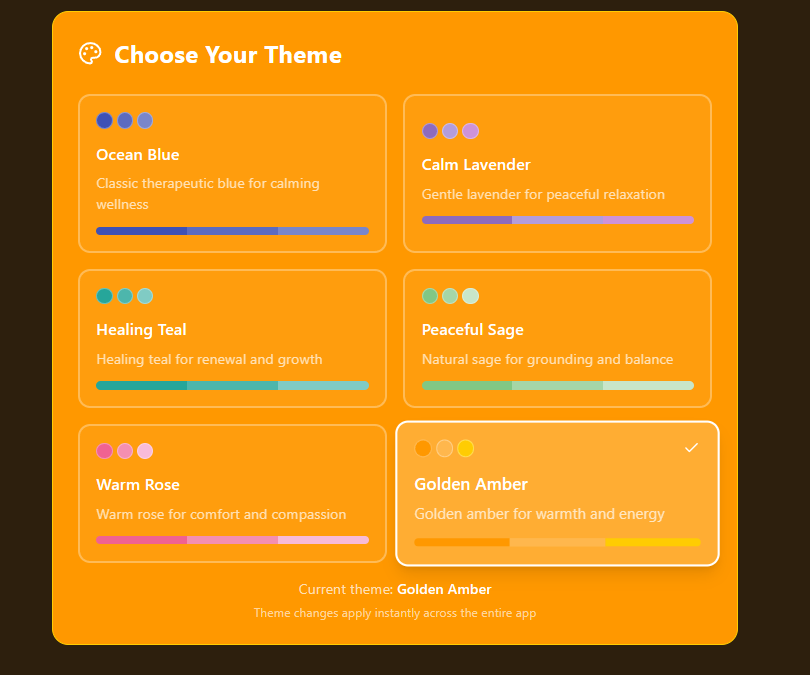 Choose Your Theme
Ocean Blue
Classic therapeutic blue for calming
wellness
Calm Lavender
Gentle lavender for peaceful relaxation
Healing Teal
Healing teal for renewal and growth
Peaceful Sage
Natural sage for grounding and balance
Warm Rose
Warm rose for comfort and compassion
Golden Amber
Golden amber for warmth and energy
Current theme: Golden Amber
Theme changes apply instantly across the entire app